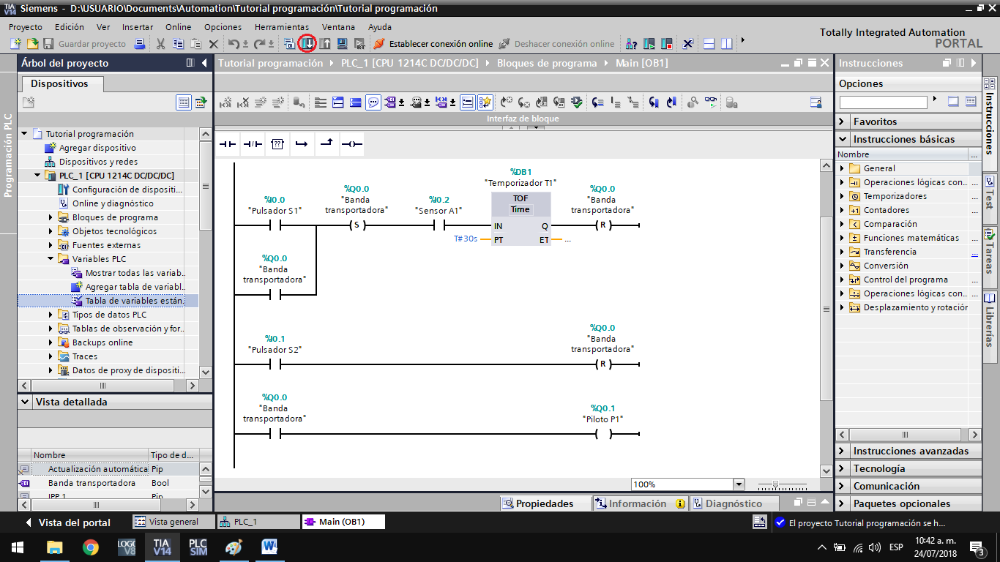 TIA V14 Siemens - D:\USUARIO\Documents\Automation\Tutorial programación\Tutorial programación
Proyecto Edición Ver Insertar Online Opciones Herramientas Ventana Ayuda
Guardar proyecto Establecer conexión online Deshacer conexión online
Totally Integrated Automation
PORTAL
Programación PLC
Árbol del proyecto
Dispositivos
Tutorial programación
Agregar dispositivo
Dispositivos y redes
PLC_1 [CPU 1214C DC/DC/DC]
Configuración de dispositi...
Online y diagnóstico
Bloques de programa
Objetos tecnológicos
Fuentes externas
Variables PLC
Mostrar todas las variab..
Agregar tabla de variabl..
Tabla de variables están.
Tipos de datos PLC
Tablas de observación y for..
Backups online
Traces
Datos de proxy de dispositi...
Vista detallada
Nombre Tipo de d...
Actualización automática Pip
Banda transportadora Bool
IPP 1 Pip
Tutorial programación PLC_1 [CPU 1214C DC/DC/DC] Bloques de programa Main [OB1]
Interfaz de bloque
%I0.0
"Pulsador S1"
%Q0.0
"Banda
transportadora"
S
%I0.2
"Sensor A1"
%DB1
"Temporizador T1"
TOF
Time
IN Q
T#30s PT ET ...
%Q0.0
"Banda
transportadora"
R
%Q0.0
"Banda
transportadora"
%I0.1
"Pulsador S2"
%Q0.0
"Banda
transportadora"
R
%Q0.0
"Banda
transportadora"
%Q0.1
"Piloto P1"
100%
Propiedades Información Diagnóstico
Instrucciones
Opciones
Favoritos
Instrucciones básicas
Nombre ...
General
Operaciones lógicas con... ...
Temporizadores ...
Contadores ...
Comparación
Funciones matemáticas ...
Transferencia ...
Conversión
Control del programa ...
Operaciones lógicas con... ...
Desplazamiento y rotación
Instrucciones avanzadas
Tecnología
Comunicación
Paquetes opcionales
Instrucciones
Test
Tareas
Librerías
Vista del portal Vista general PLC_1 Main (OB1) El proyecto Tutorial programación se h...
LOGO V8 TIA V14 PLC SIM ESP
10:42 a. m.
24/07/2018
3